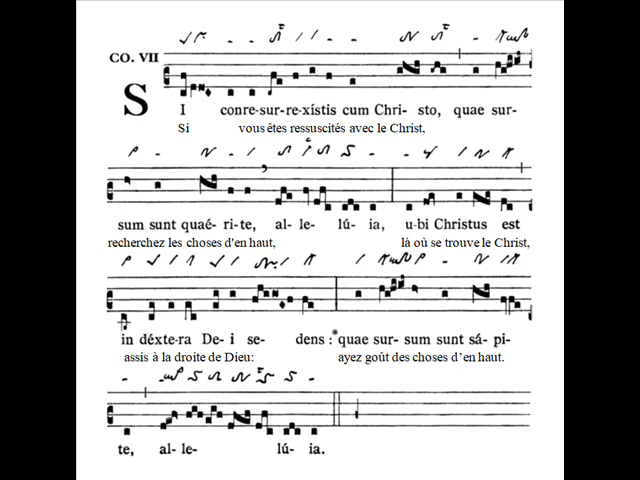 CO. VII
SI conre-sur-re-xístis cum Chri- sto, quae sur-
Si vous êtes ressuscités avec le Christ,
sum sunt quaé-ri-te, al- le- lú- ia, u-bi Christus est
recherchez les choses d'en haut, là où se trouve le Christ,
in déxte-ra De- i se- dens :* quae sur- sum sunt sá- pi-
assis à la droite de Dieu: ayez goût des choses d'en haut.
te, al- le- lú- ia.